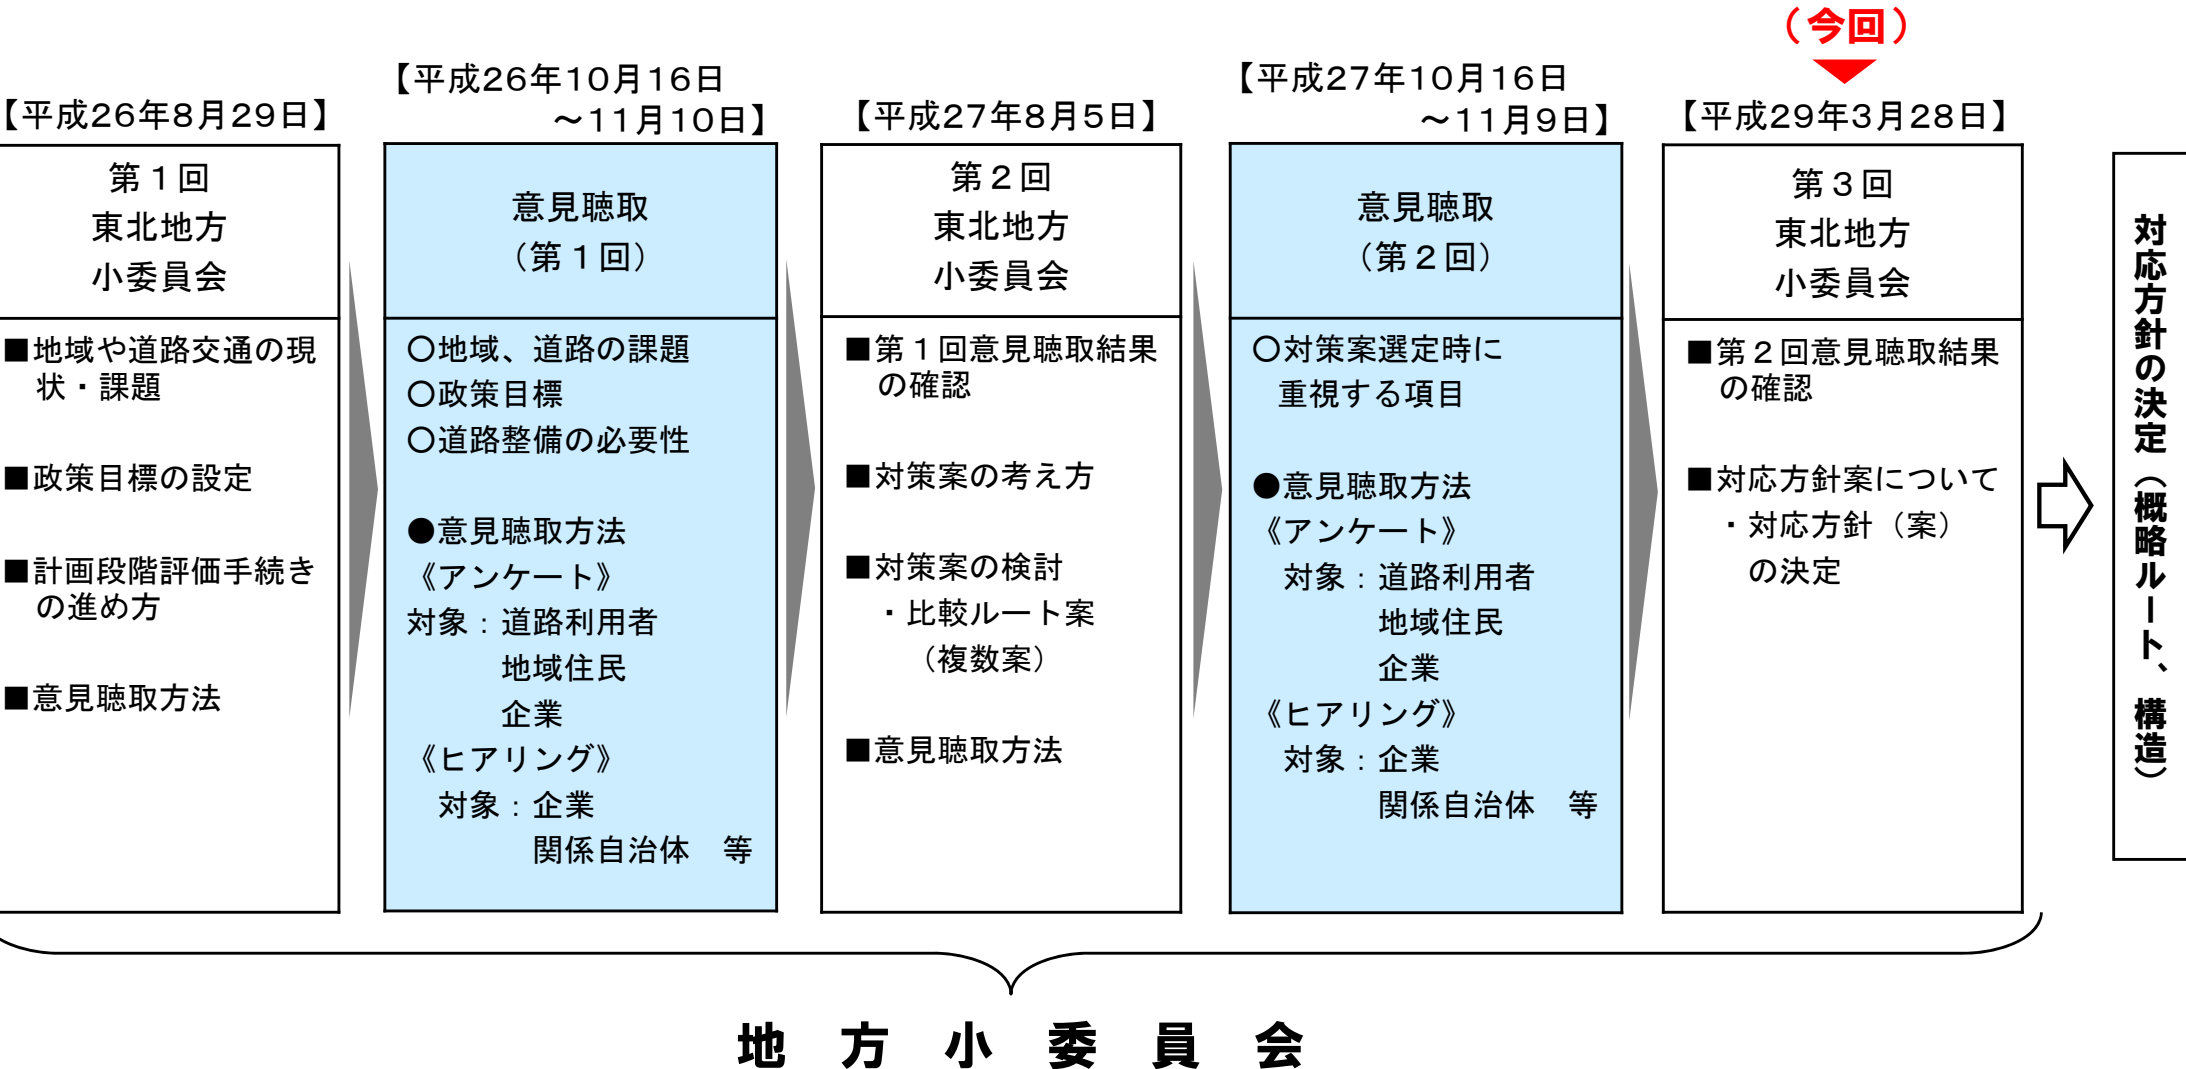 （今回）
【平成26年8月29日】
第１回
東北地方
小委員会
■地域や道路交通の現
状・課題
■政策目標の設定
■計画段階評価手続き
の進め方
■意見聴取方法
【平成26年10月16日
～11月10日】
意見聴取
（第１回）
○地域、道路の課題
○政策目標
○道路整備の必要性
●意見聴取方法
《アンケート》
対象：道路利用者
地域住民
企業
《ヒアリング》
対象：企業
関係自治体　等
【平成27年8月5日】
第２回
東北地方
小委員会
■第１回意見聴取結果
の確認
■対策案の考え方
■対策案の検討
・比較ルート案
（複数案）
■意見聴取方法
【平成27年10月16日
～11月9日】
意見聴取
（第２回）
○対策案選定時に
重視する項目
●意見聴取方法
《アンケート》
対象：道路利用者
地域住民
企業
《ヒアリング》
対象：企業
関係自治体　等
【平成29年3月28日】
第３回
東北地方
小委員会
■第２回意見聴取結果
の確認
■対応方針案について
・対応方針（案）
の決定
対応方針の決定（概略ルート、構造）
地方小委員会